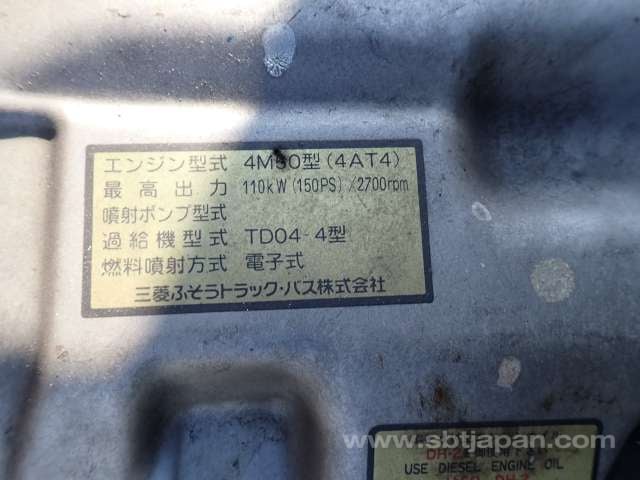 エンジン型式 4M50型(4AT4)
最高出力 110kW(150PS)/2700rpm
噴射ポンプ型式
過給機型式 TD04-4型
燃料噴射方式 電子式
三菱ふそうトラック・バス株式会社
www.sbtjapan.com
DH-2
USE DIESEL ENGINE OIL